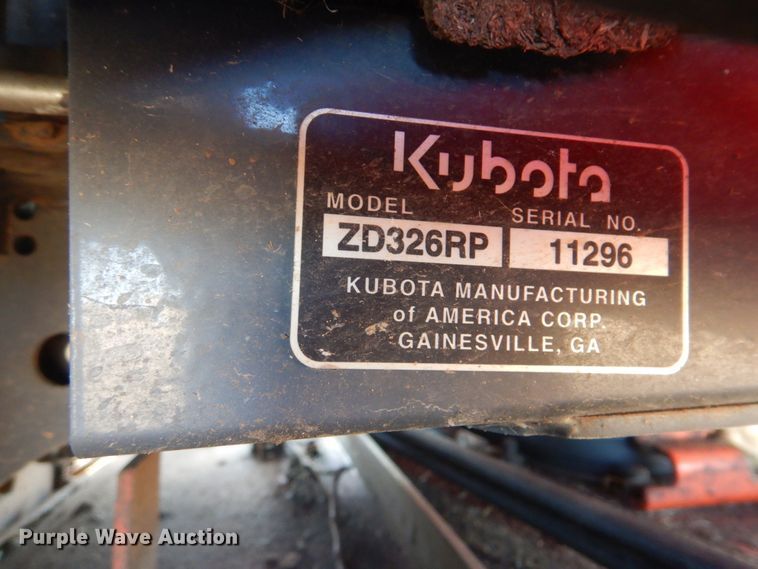 Kubota
MODEL SERIAL NO.
ZD326RP 11296
KUBOTA MANUFACTURING
of AMERICA CORP.
GAINESVILLE, GA
Purple Wave Auction®